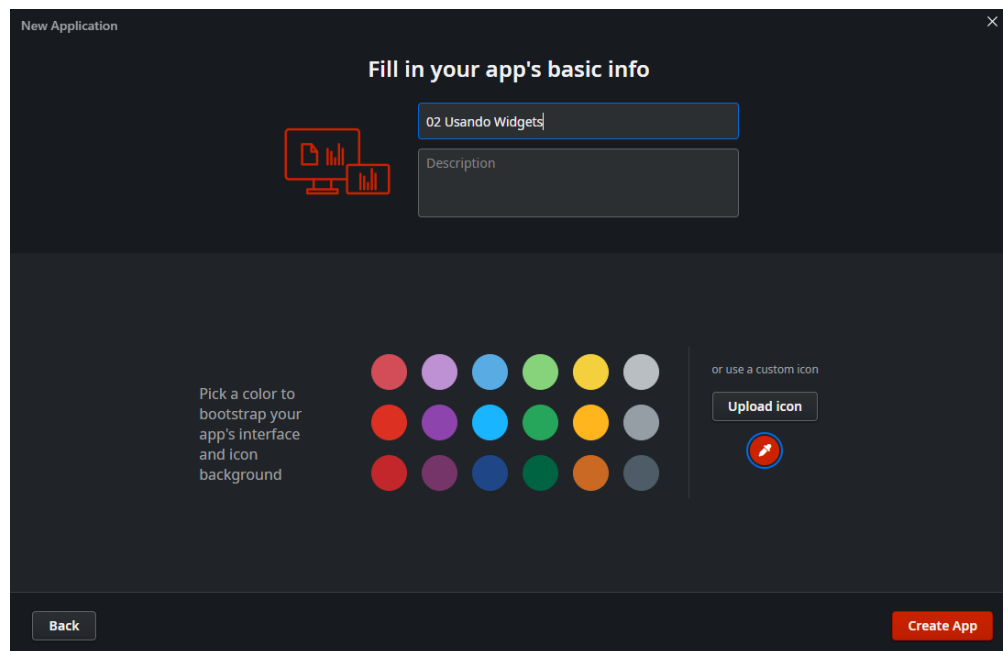 New Application
Fill in your app's basic info
02 Usando Widgets
Description
Pick a color to
bootstrap your
app's interface
and icon
background
or use a custom icon
Upload icon
Back
Create App